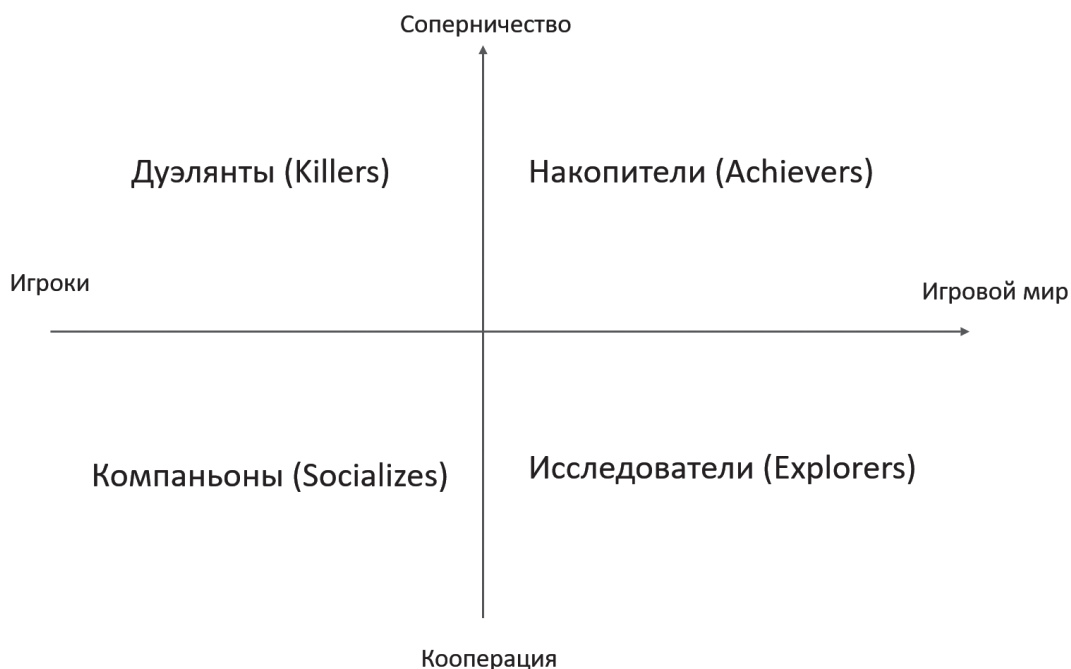 Соперничество
Дуэлянты (Killers)
Накопители (Achievers)
Игроки
Игровой мир
Компаньоны (Socializes)
Исследователи (Explorers)
Кооперация